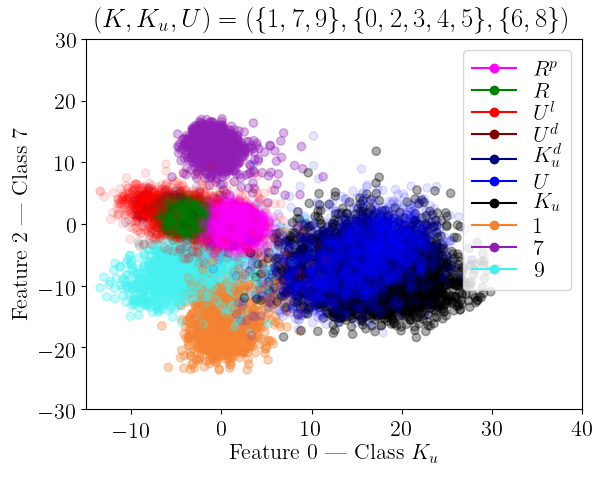 (K, K_u, U) = ({1, 7, 9}, {0, 2, 3, 4, 5}, {6, 8})
30
20
10
0
−10
−20
−30
Feature 2 — Class 7
R^p
R
U^l
U^d
K_u^d
U
K_u
1
7
9
−10
0
10
20
30
40
Feature 0 — Class K_u